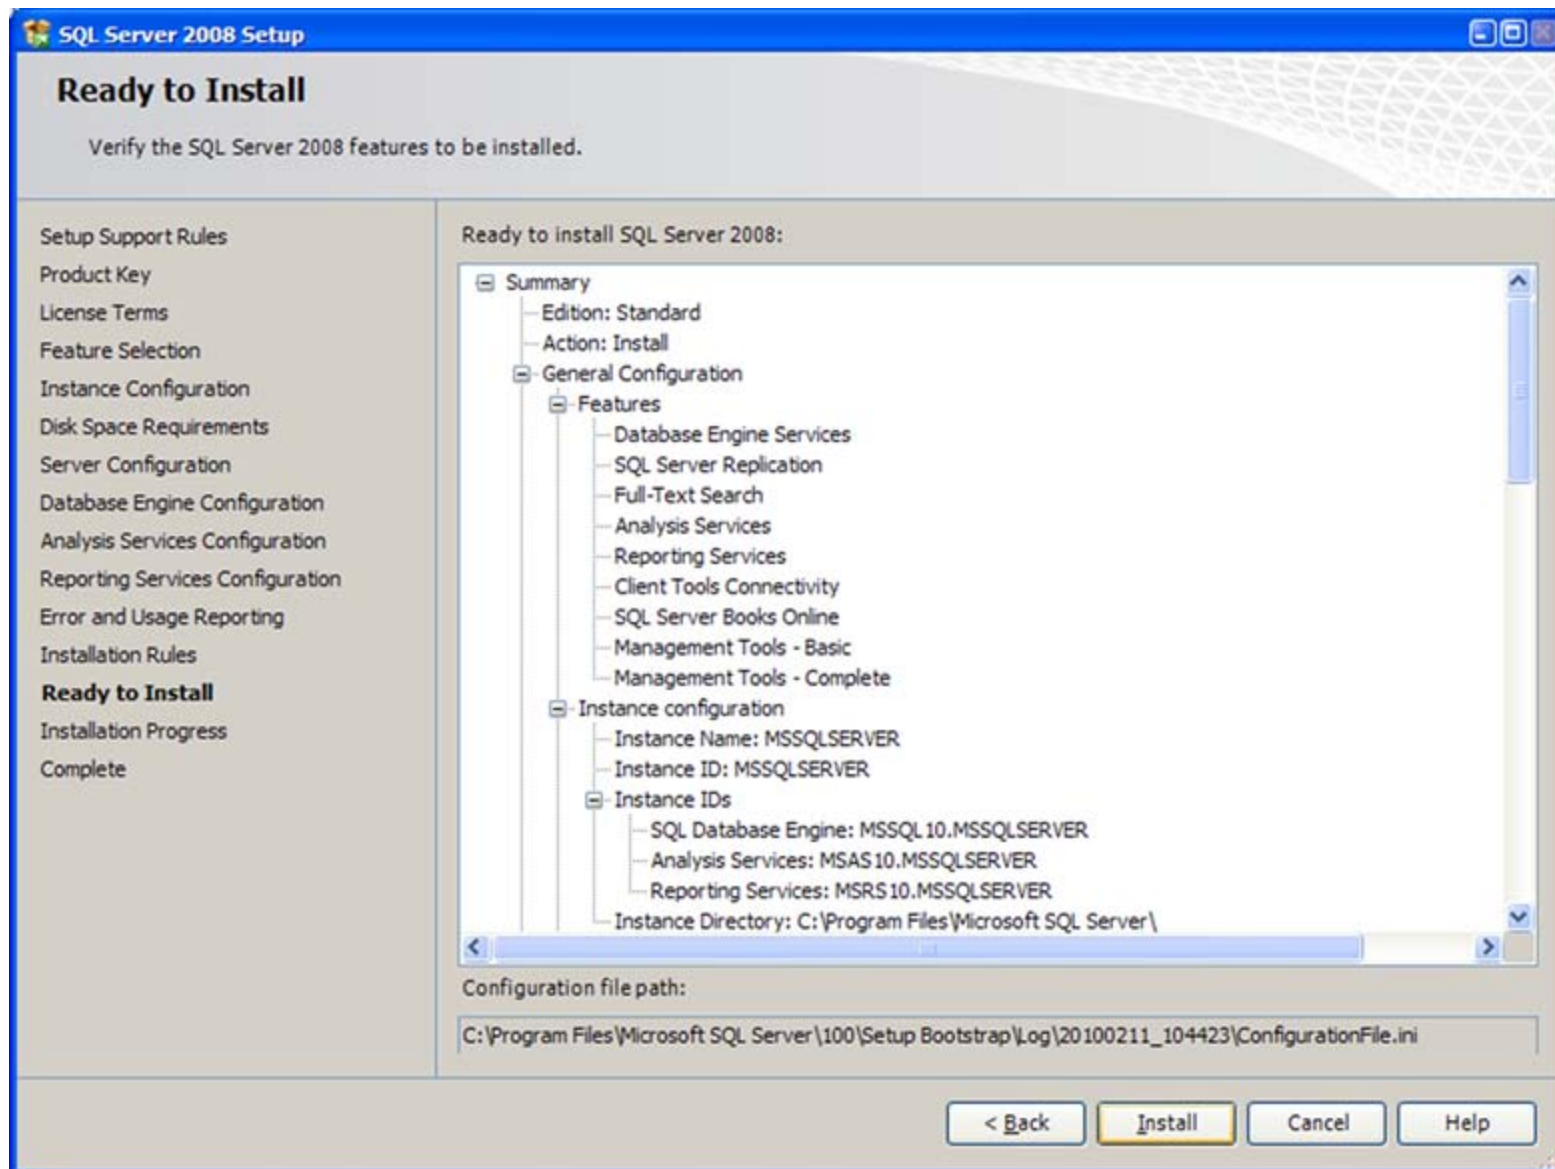 SQL Server 2008 Setup
Ready to Install
Verify the SQL Server 2008 features to be installed.
Setup Support Rules
Product Key
License Terms
Feature Selection
Instance Configuration
Disk Space Requirements
Server Configuration
Database Engine Configuration
Analysis Services Configuration
Reporting Services Configuration
Error and Usage Reporting
Installation Rules
Ready to Install
Installation Progress
Complete
Ready to install SQL Server 2008:
Summary
Edition: Standard
Action: Install
General Configuration
Features
Database Engine Services
SQL Server Replication
Full-Text Search
Analysis Services
Reporting Services
Client Tools Connectivity
SQL Server Books Online
Management Tools - Basic
Management Tools - Complete
Instance configuration
Instance Name: MSSQLSERVER
Instance ID: MSSQLSERVER
Instance IDs
SQL Database Engine: MSSQL10.MSSQLSERVER
Analysis Services: MSAS10.MSSQLSERVER
Reporting Services: MSRS10.MSSQLSERVER
Instance Directory: C:\Program Files\Microsoft SQL Server\
Configuration file path:
C:\Program Files\Microsoft SQL Server\100\Setup Bootstrap\Log\20100211_104423\ConfigurationFile.ini
< Back
Install
Cancel
Help